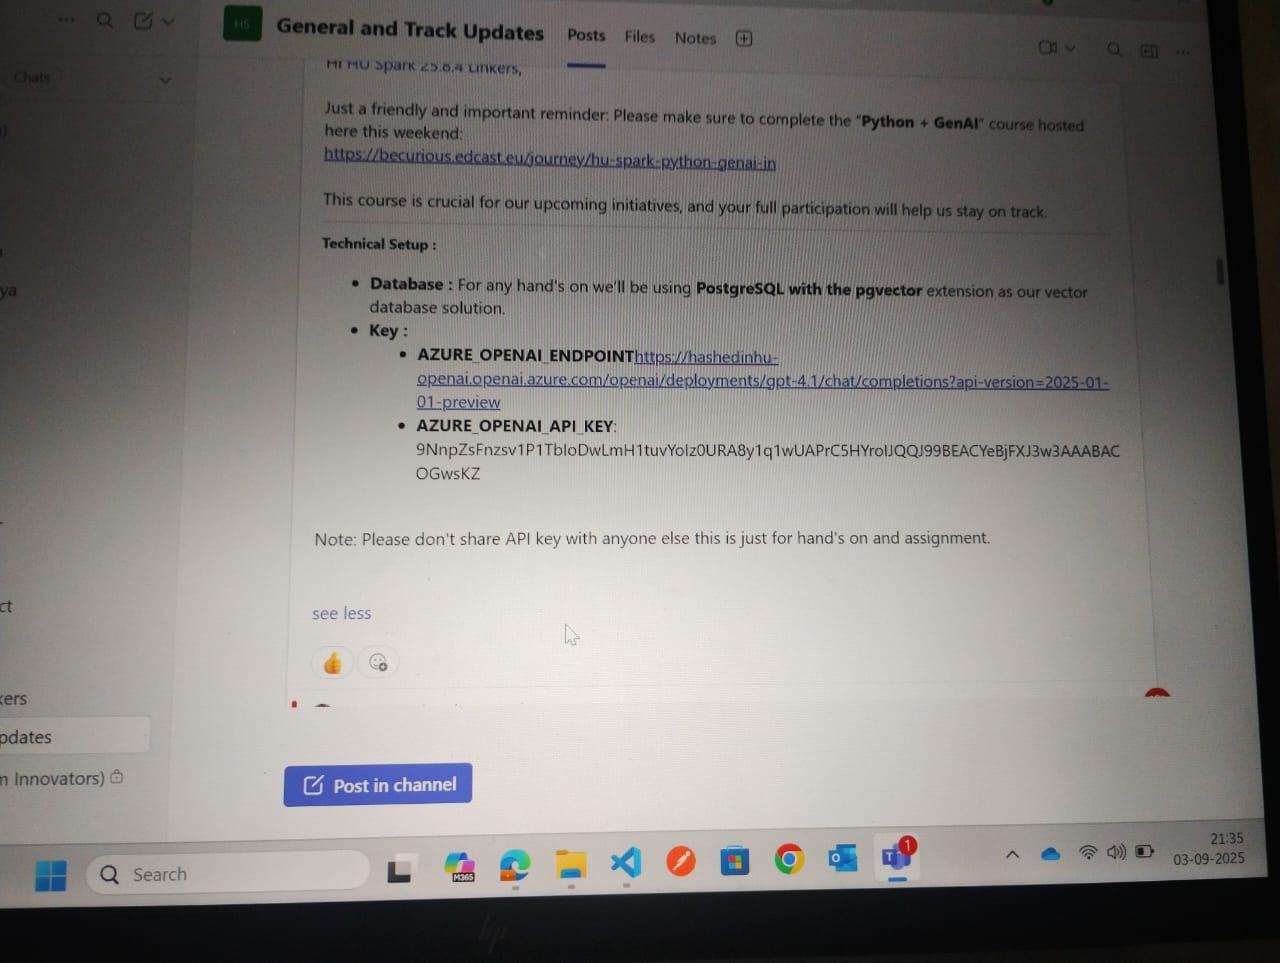 General and Track Updates Posts Files Notes
HS
Chats
Hi HU Spark 25.8.4 Linkers,
Just a friendly and important reminder: Please make sure to complete the "Python + GenAI" course hosted
here this weekend:
https://becurious.edcast.eu/journey/hu-spark-python-genai-in
This course is crucial for our upcoming initiatives, and your full participation will help us stay on track.
Technical Setup :
• Database : For any hand's on we'll be using PostgreSQL with the pgvector extension as our vector
database solution.
• Key :
• AZURE_OPENAI_ENDPOINThttps://hashedinhu-
openai.openai.azure.com/openai/deployments/gpt-4.1/chat/completions?api-version=2025-01-
01-preview
• AZURE_OPENAI_API_KEY:
[API key redacted]
Note: Please don't share API key with anyone else this is just for hand's on and assignment.
see less
pdates
Innovators)
Post in channel
Search
M365
1
21:35
03-09-2025
hp